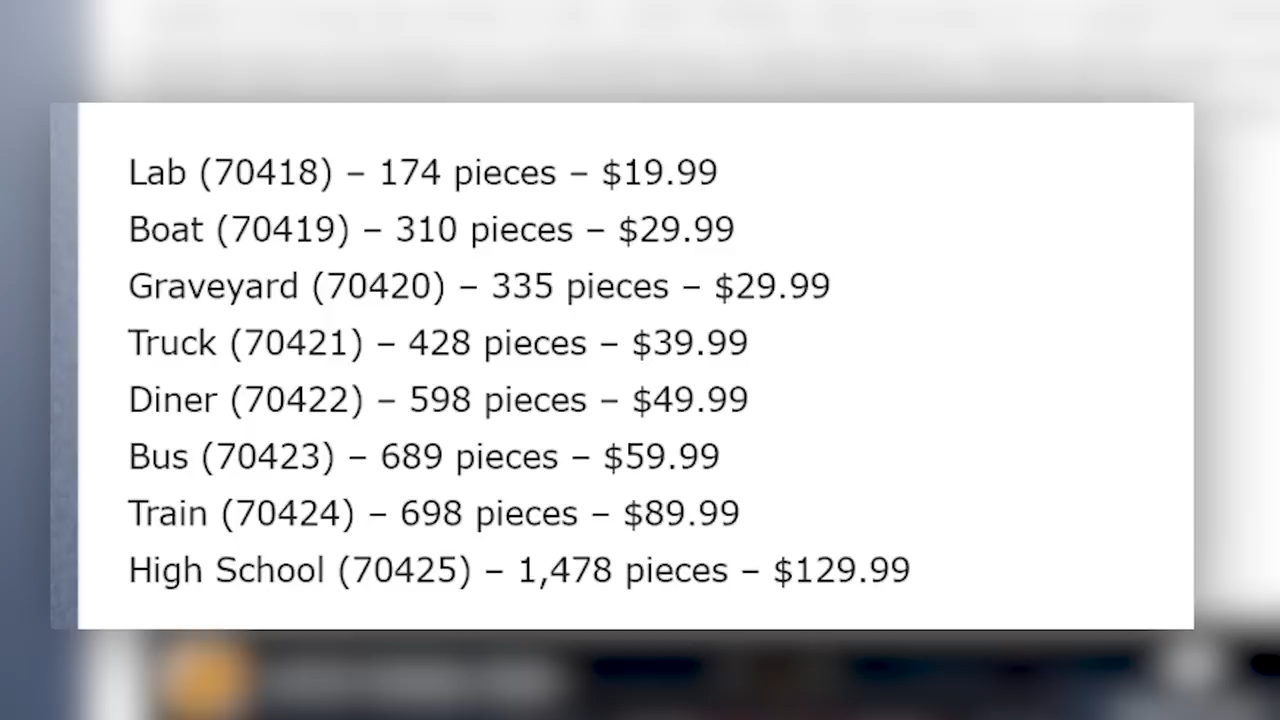 Lab (70418) – 174 pieces – $19.99
Boat (70419) – 310 pieces – $29.99
Graveyard (70420) – 335 pieces – $29.99
Truck (70421) – 428 pieces – $39.99
Diner (70422) – 598 pieces – $49.99
Bus (70423) – 689 pieces – $59.99
Train (70424) – 698 pieces – $89.99
High School (70425) – 1,478 pieces – $129.99